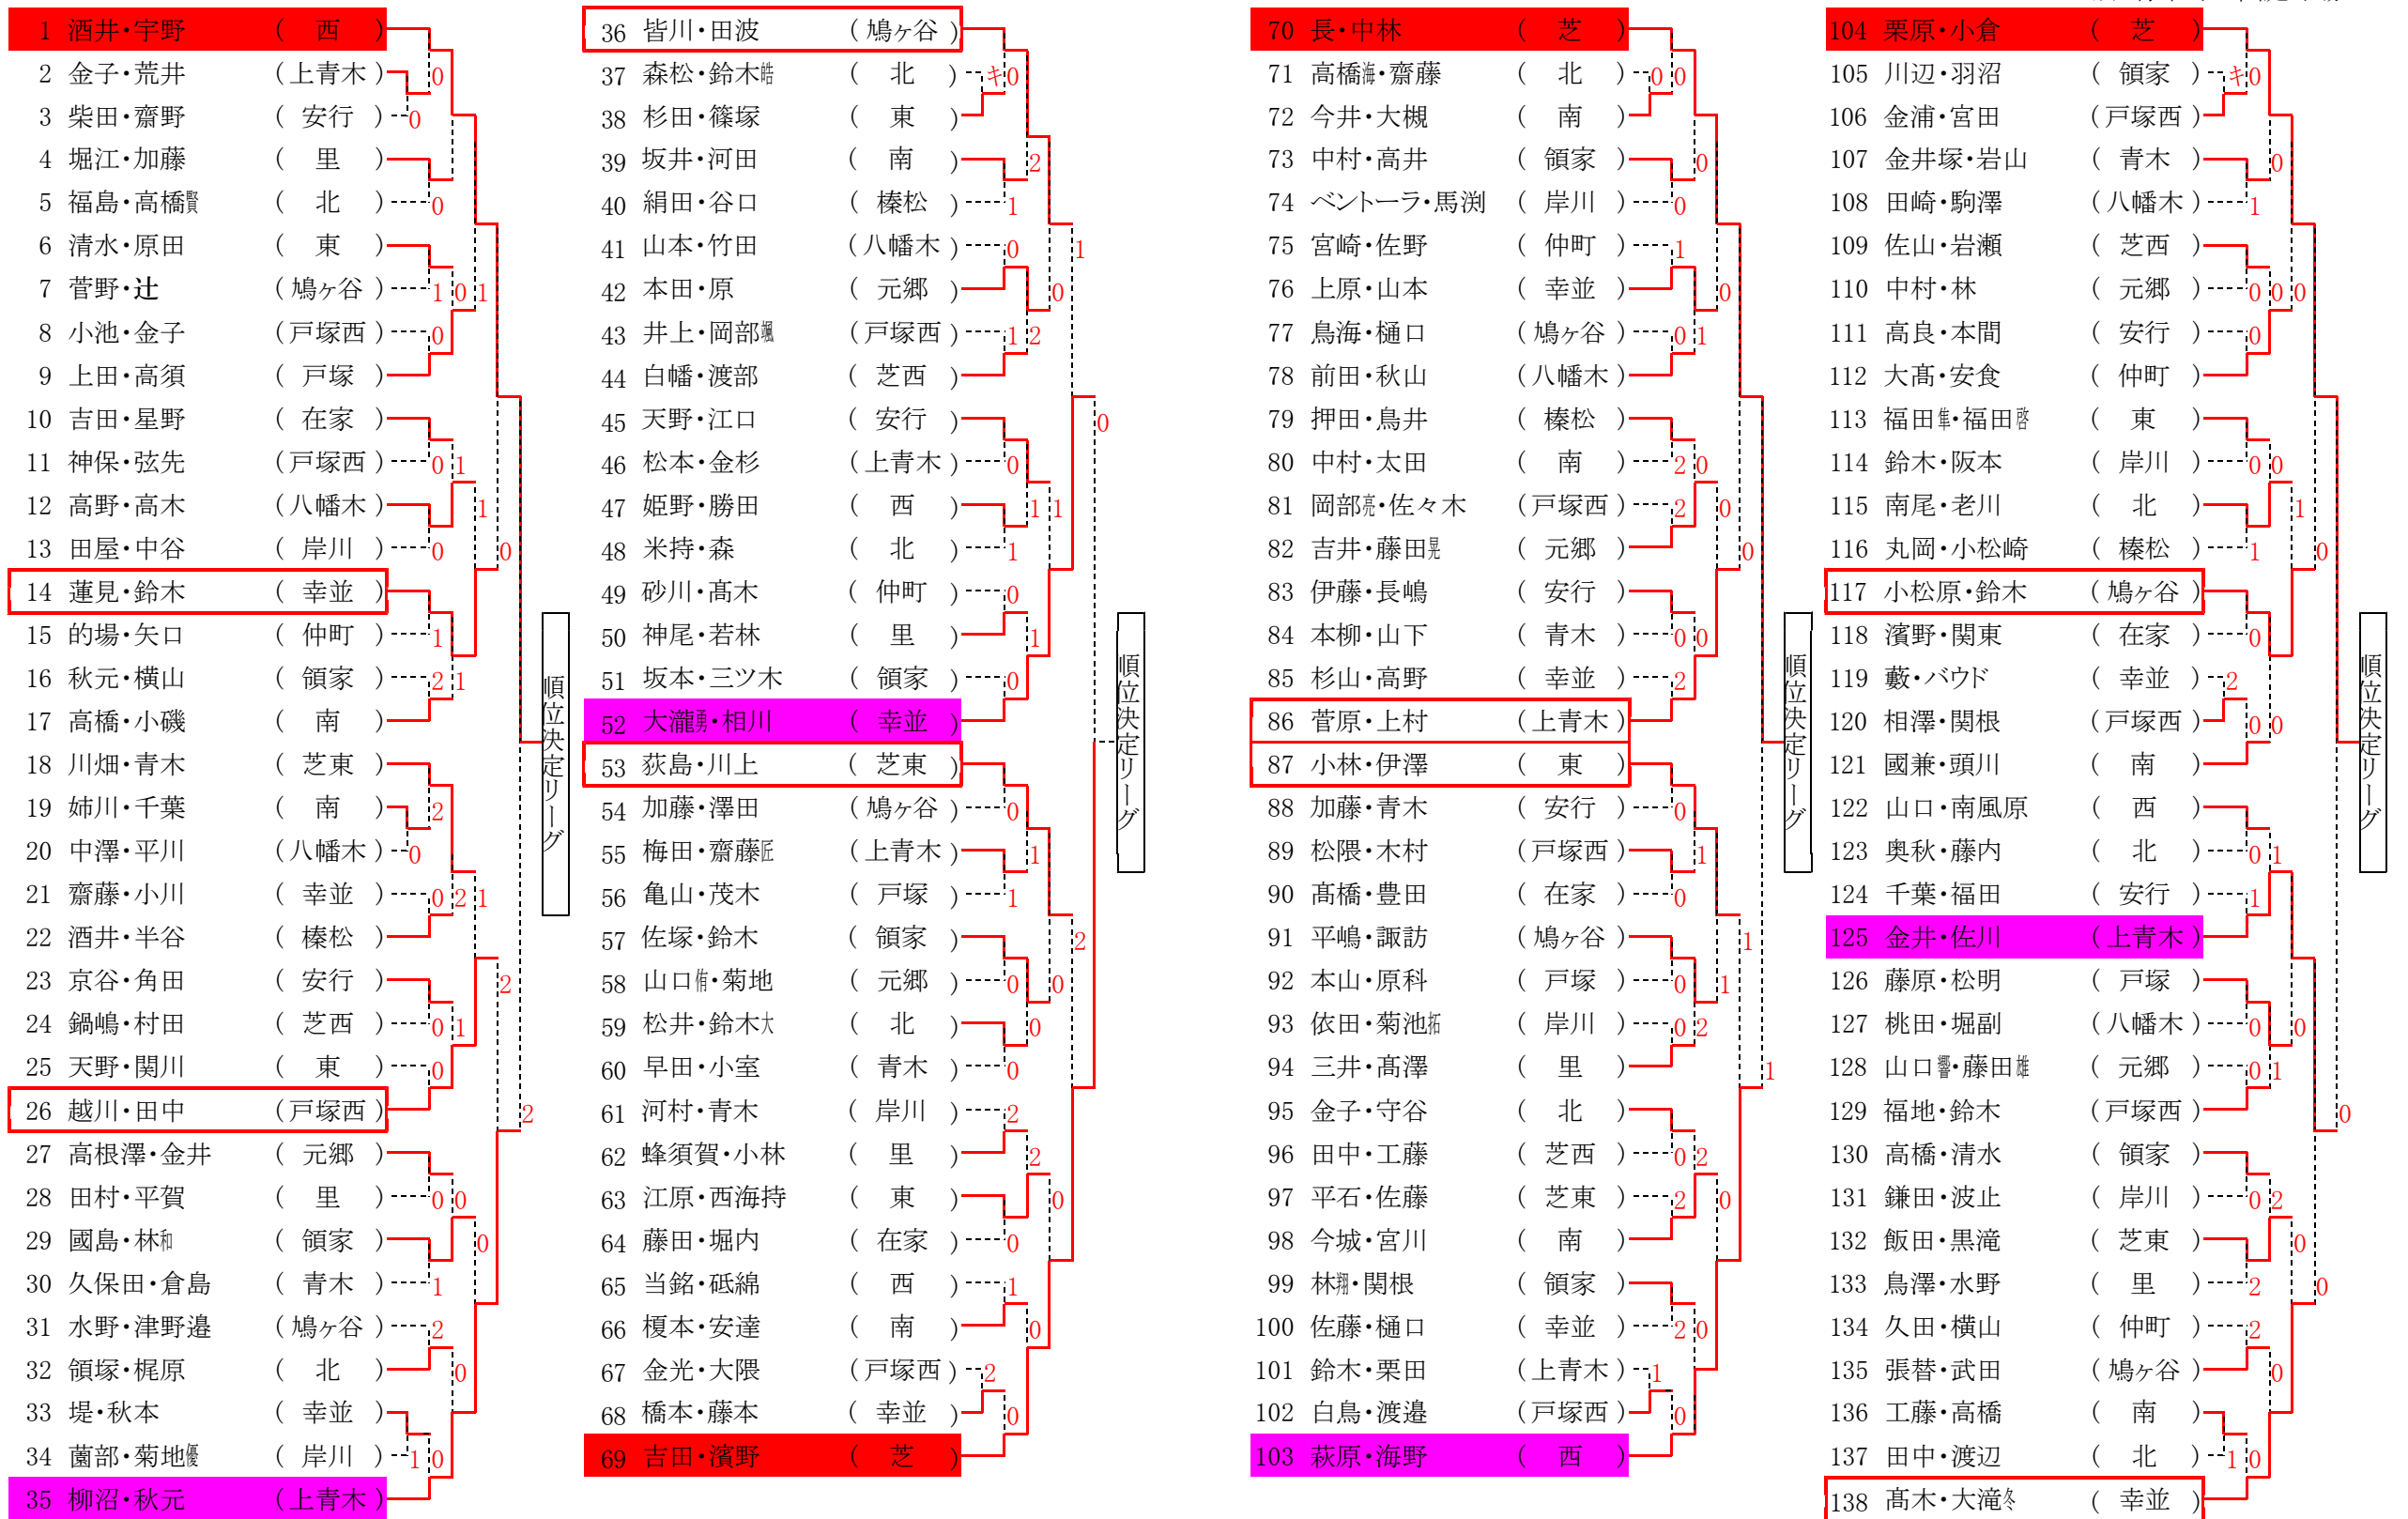 1 酒井・宇野 ( 西 )
2 金子・荒井 (上青木)
3 柴田・齋野 ( 安行 )
4 堀江・加藤 ( 里 )
5 福島・高橋賢 ( 北 )
6 清水・原田 ( 東 )
7 菅野・辻 (鳩ヶ谷)
8 小池・金子 (戸塚西)
9 上田・高須 ( 戸塚 )
10 吉田・星野 ( 在家 )
11 神保・弦先 (戸塚西)
12 高野・高木 (八幡木)
13 田屋・中谷 ( 岸川 )
14 蓮見・鈴木 ( 幸並 )
15 的場・矢口 ( 仲町 )
16 秋元・横山 ( 領家 )
17 高橋・小磯 ( 南 )
18 川畑・青木 ( 芝東 )
19 姉川・千葉 ( 南 )
20 中澤・平川 (八幡木)
21 齋藤・小川 ( 幸並 )
22 酒井・半谷 ( 榛松 )
23 京谷・角田 ( 安行 )
24 鍋嶋・村田 ( 芝西 )
25 天野・関川 ( 東 )
26 越川・田中 (戸塚西)
27 高根澤・金井 ( 元郷 )
28 田村・平賀 ( 里 )
29 國島・林和 ( 領家 )
30 久保田・倉島 ( 青木 )
31 水野・津野邉 (鳩ヶ谷)
32 領塚・梶原 ( 北 )
33 堤・秋本 ( 幸並 )
34 薗部・菊地優 ( 岸川 )
35 柳沼・秋元 (上青木)
順位決定リーグ
36 皆川・田波 (鳩ヶ谷)
37 森松・鈴木皓 ( 北 )
38 杉田・篠塚 ( 東 )
39 坂井・河田 ( 南 )
40 絹田・谷口 ( 榛松 )
41 山本・竹田 (八幡木)
42 本田・原 ( 元郷 )
43 井上・岡部颯 (戸塚西)
44 白幡・渡部 ( 芝西 )
45 天野・江口 ( 安行 )
46 松本・金杉 (上青木)
47 姫野・勝田 ( 西 )
48 米持・森 ( 北 )
49 砂川・髙木 ( 仲町 )
50 神尾・若林 ( 里 )
51 坂本・三ツ木 ( 領家 )
52 大瀧勇・相川 ( 幸並 )
53 荻島・川上 ( 芝東 )
54 加藤・澤田 (鳩ヶ谷)
55 梅田・齋藤匠 (上青木)
56 亀山・茂木 ( 戸塚 )
57 佐塚・鈴木 ( 領家 )
58 山口侑・菊地 ( 元郷 )
59 松井・鈴木大 ( 北 )
60 早田・小室 ( 青木 )
61 河村・青木 ( 岸川 )
62 蜂須賀・小林 ( 里 )
63 江原・西海持 ( 東 )
64 藤田・堀内 ( 在家 )
65 当銘・砥綿 ( 西 )
66 榎本・安達 ( 南 )
67 金光・大隈 (戸塚西)
68 橋本・藤本 ( 幸並 )
69 吉田・濱野 ( 芝 )
順位決定リーグ
70 長・中林 ( 芝 )
71 高橋海・齋藤 ( 北 )
72 今井・大槻 ( 南 )
73 中村・高井 ( 領家 )
74 ベントーラ・馬渕 ( 岸川 )
75 宮崎・佐野 ( 仲町 )
76 上原・山本 ( 幸並 )
77 鳥海・樋口 (鳩ヶ谷)
78 前田・秋山 (八幡木)
79 押田・鳥井 ( 榛松 )
80 中村・太田 ( 南 )
81 岡部亮・佐々木 (戸塚西)
82 吉井・藤田晃 ( 元郷 )
83 伊藤・長嶋 ( 安行 )
84 本柳・山下 ( 青木 )
85 杉山・高野 ( 幸並 )
86 菅原・上村 (上青木)
87 小林・伊澤 ( 東 )
88 加藤・青木 ( 安行 )
89 松隈・木村 (戸塚西)
90 髙橋・豊田 ( 在家 )
91 平嶋・諏訪 (鳩ヶ谷)
92 本山・原科 ( 戸塚 )
93 依田・菊池拓 ( 岸川 )
94 三井・髙澤 ( 里 )
95 金子・守谷 ( 北 )
96 田中・工藤 ( 芝西 )
97 平石・佐藤 ( 芝東 )
98 今城・宮川 ( 南 )
99 林翔・関根 ( 領家 )
100 佐藤・樋口 ( 幸並 )
101 鈴木・栗田 (上青木)
102 白鳥・渡邉 (戸塚西)
103 萩原・海野 ( 西 )
順位決定リーグ
104 栗原・小倉 ( 芝 )
105 川辺・羽沼 ( 領家 )
106 金浦・宮田 (戸塚西)
107 金井塚・岩山 ( 青木 )
108 田崎・駒澤 (八幡木)
109 佐山・岩瀬 ( 芝西 )
110 中村・林 ( 元郷 )
111 高良・本間 ( 安行 )
112 大髙・安食 ( 仲町 )
113 福田隼・福田啓 ( 東 )
114 鈴木・阪本 ( 岸川 )
115 南尾・老川 ( 北 )
116 丸岡・小松崎 ( 榛松 )
117 小松原・鈴木 (鳩ヶ谷)
118 濱野・関東 ( 在家 )
119 藪・バウド ( 幸並 )
120 相澤・関根 (戸塚西)
121 國兼・頭川 ( 南 )
122 山口・南風原 ( 西 )
123 奥秋・藤内 ( 北 )
124 千葉・福田 ( 安行 )
125 金井・佐川 (上青木)
126 藤原・松明 ( 戸塚 )
127 桃田・堀副 (八幡木)
128 山口響・藤田雄 ( 元郷 )
129 福地・鈴木 (戸塚西)
130 高橋・清水 ( 領家 )
131 鎌田・波止 ( 岸川 )
132 飯田・黒滝 ( 芝東 )
133 鳥澤・水野 ( 里 )
134 久田・横山 ( 仲町 )
135 張替・武田 (鳩ヶ谷)
136 工藤・高橋 ( 南 )
137 田中・渡辺 ( 北 )
138 髙木・大滝冬 ( 幸並 )
順位決定リーグ